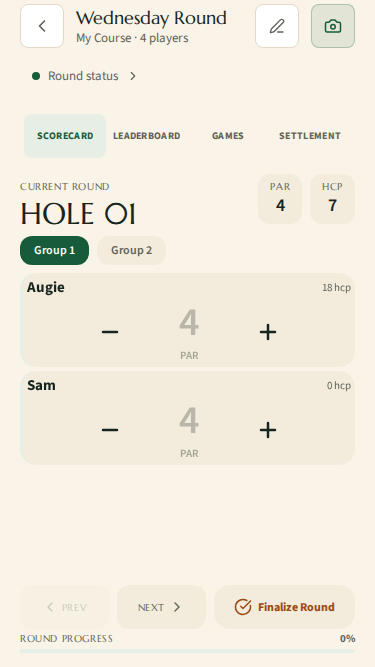 Wednesday Round
My Course · 4 players
Round status
SCORECARD LEADERBOARD GAMES SETTLEMENT
CURRENT ROUND
HOLE 01
PAR HCP
4 7
Group 1 Group 2
Augie 18 hcp
4
PAR
Sam 0 hcp
4
PAR
PREV NEXT Finalize Round
ROUND PROGRESS 0%